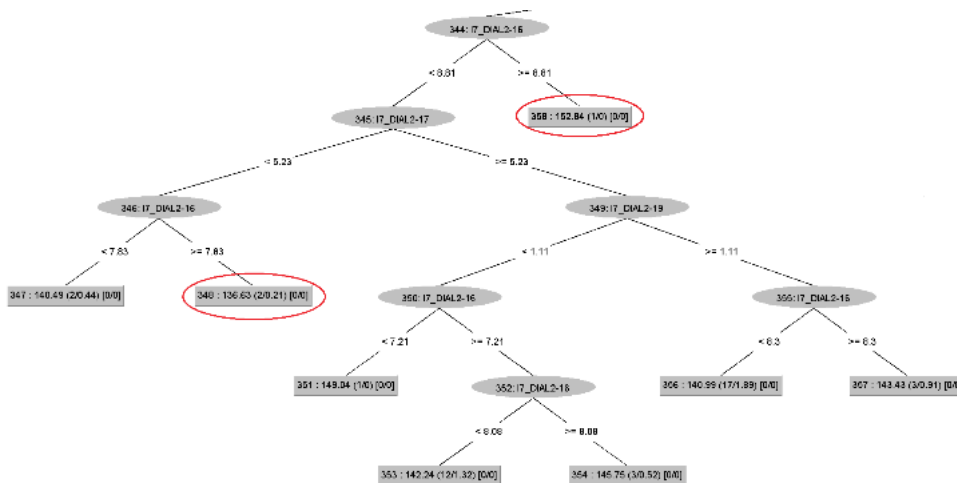 344: I7_DIAL2-16
< 8.81
>= 8.81
345: I7_DIAL2-17
358 : 152.84 (1/0) [0/0]
< 5.23
>= 5.23
346: I7_DIAL2-16
349: I7_DIAL2-19
< 7.83
>= 7.83
< 1.11
>= 1.11
347 : 140.49 (2/0.44) [0/0]
348 : 136.63 (2/0.21) [0/0]
350: I7_DIAL2-16
355: I7_DIAL2-16
< 7.21
>= 7.21
< 8.3
>= 8.3
351 : 149.04 (1/0) [0/0]
352: I7_DIAL2-16
356 : 140.99 (17/1.89) [0/0]
357 : 143.43 (3/0.91) [0/0
< 8.08
>= 8.08
353 : 142.24 (12/1.32) [0/0]
354 : 145.75 (3/0.52) [0/0]